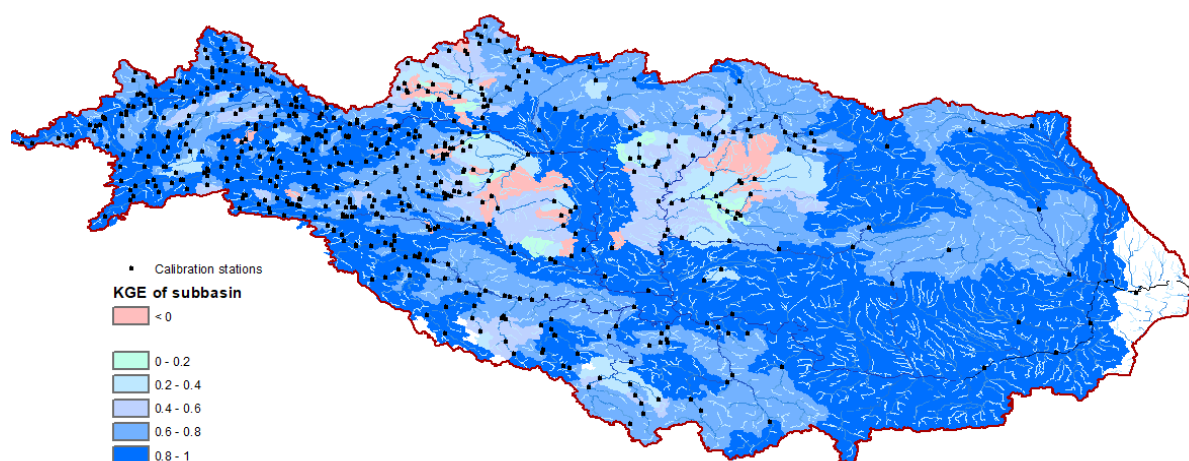 Calibration stations
KGE of subbasin
< 0
0 - 0.2
0.2 - 0.4
0.4 - 0.6
0.6 - 0.8
0.8 - 1